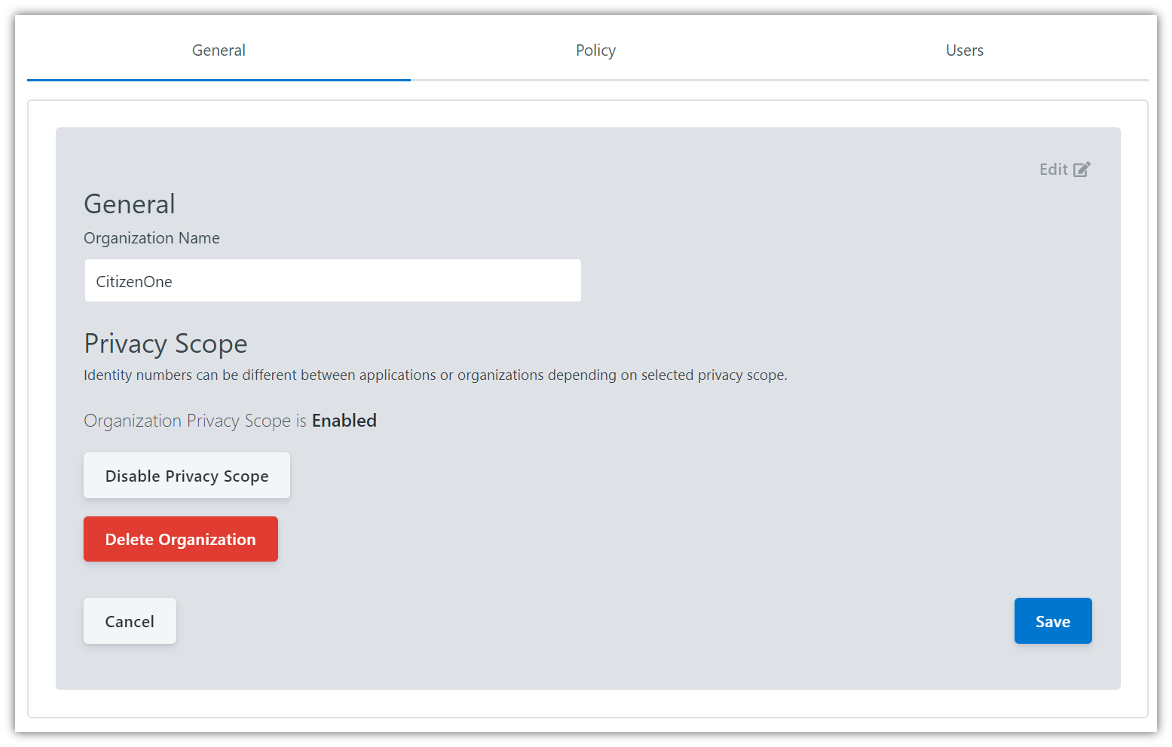 General
Policy
Users
Edit
General
Organization Name
CitizenOne
Privacy Scope
Identity numbers can be different between applications or organizations depending on selected privacy scope.
Organization Privacy Scope is Enabled
Disable Privacy Scope
Delete Organization
Cancel
Save